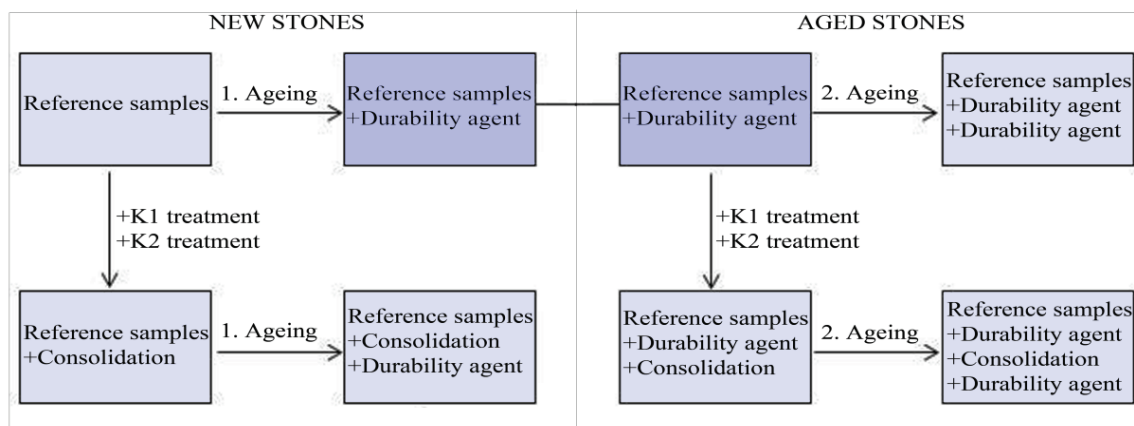 NEW STONES
Reference samples
1. Ageing
Reference samples
+Durability agent
+K1 treatment
+K2 treatment
Reference samples
+Consolidation
1. Ageing
Reference samples
+Consolidation
+Durability agent
AGED STONES
Reference samples
+Durability agent
2. Ageing
Reference samples
+Durability agent
+Durability agent
+K1 treatment
+K2 treatment
Reference samples
+Durability agent
+Consolidation
2. Ageing
Reference samples
+Durability agent
+Consolidation
+Durability agent